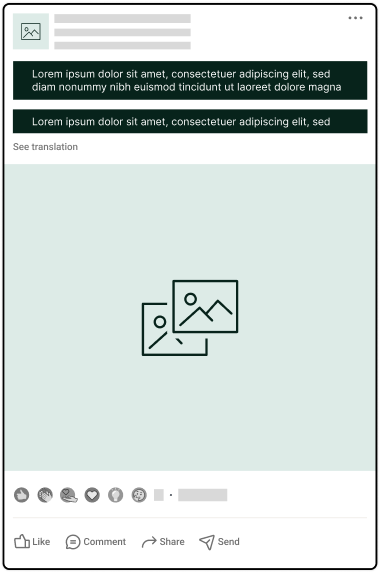 Lorem ipsum dolor sit amet, consectetuer adipiscing elit, sed
diam nonummy nibh euismod tincidunt ut laoreet dolore magna
Lorem ipsum dolor sit amet, consectetuer adipiscing elit, sed
See translation
Like Comment Share Send